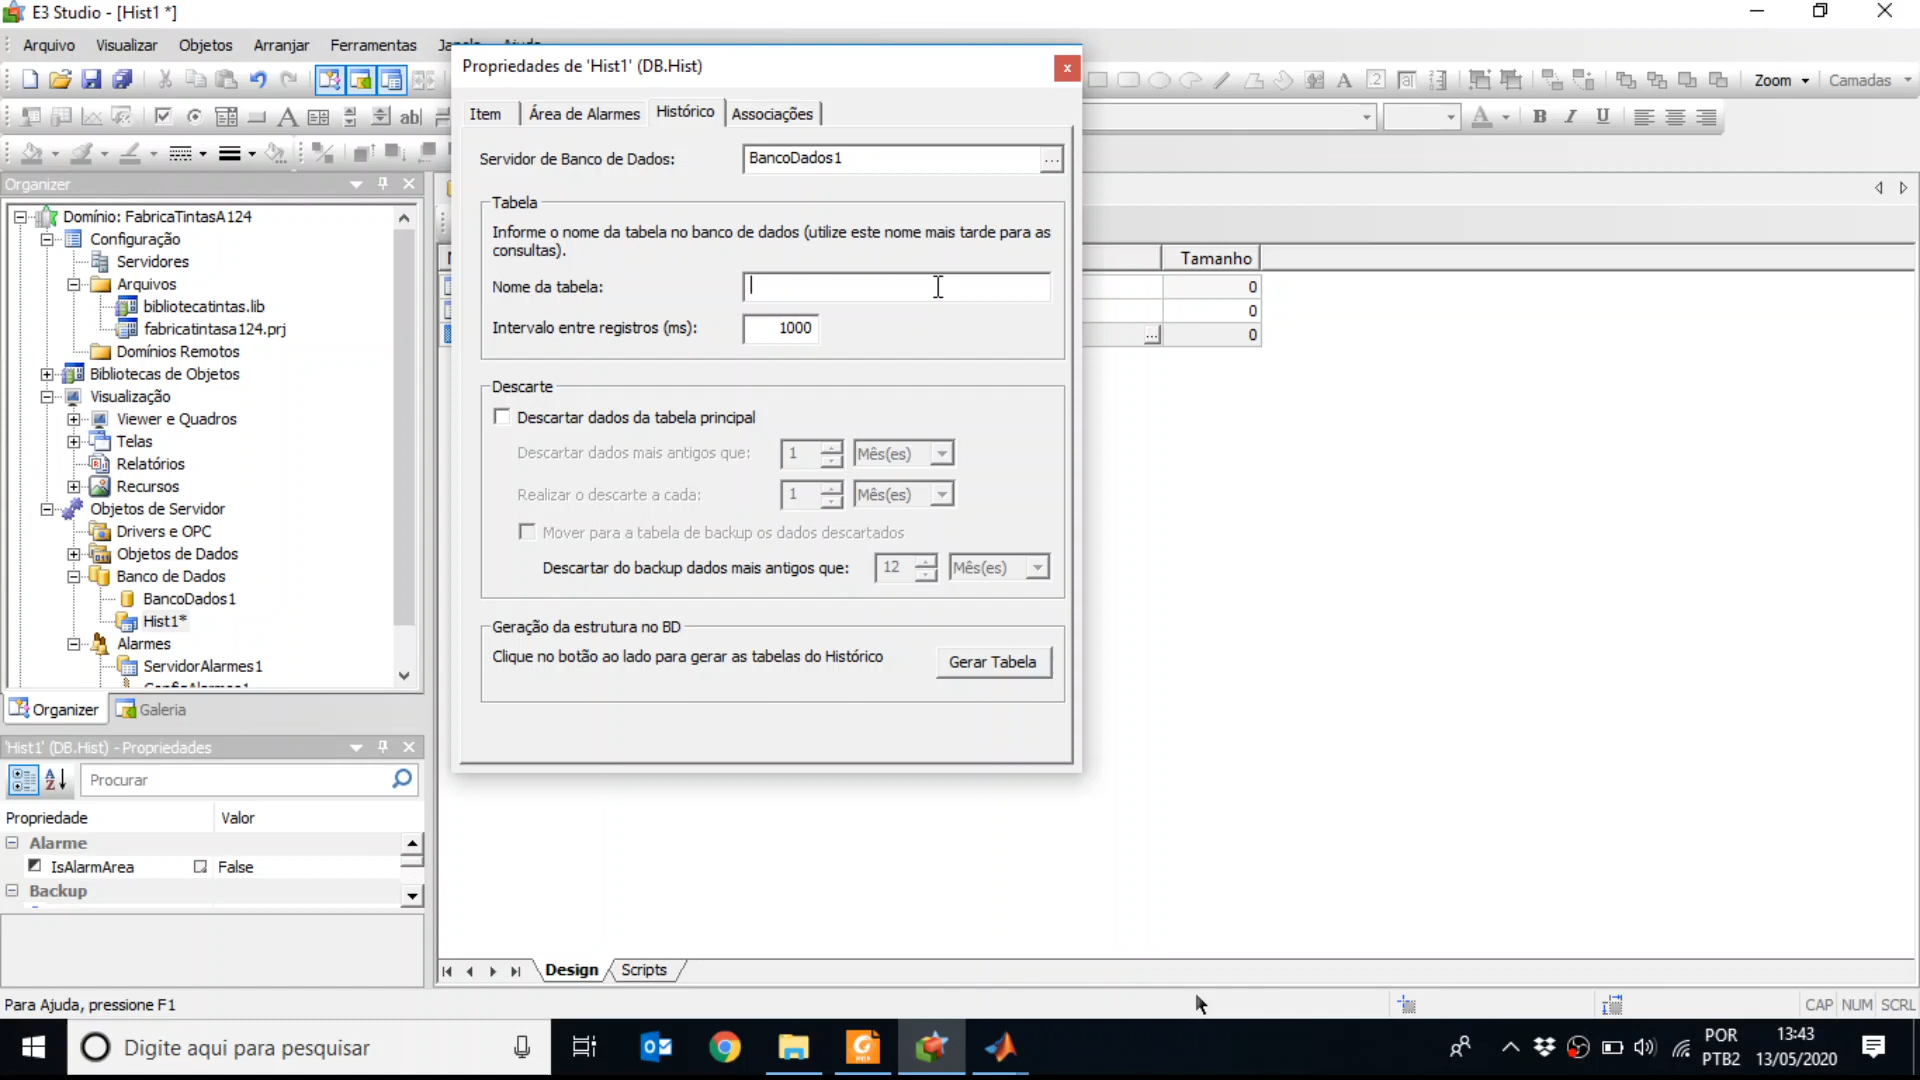 E3 Studio - [Hist1 *]
Arquivo Visualizar Objetos Arranjar Ferramentas
Zoom Camadas
Organizer
Domínio: FabricaTintasA124
Configuração
Servidores
Arquivos
bibliotecatintas.lib
fabricatintasa124.prj
Domínios Remotos
Bibliotecas de Objetos
Visualização
Viewer e Quadros
Telas
Relatórios
Recursos
Objetos de Servidor
Drivers e OPC
Objetos de Dados
Banco de Dados
BancoDados1
Hist1*
Alarmes
ServidorAlarmes1
Organizer Galeria
'Hist1' (DB.Hist) - Propriedades
Procurar
Propriedade Valor
Alarme
IsAlarmArea False
Backup
Propriedades de 'Hist1' (DB.Hist)
Item Área de Alarmes Histórico Associações
Servidor de Banco de Dados: BancoDados1 ...
Tabela
Informe o nome da tabela no banco de dados (utilize este nome mais tarde para as
consultas).
Nome da tabela:
Intervalo entre registros (ms): 1000
Descarte
Descartar dados da tabela principal
Descartar dados mais antigos que: 1 Mês(es)
Realizar o descarte a cada: 1 Mês(es)
Mover para a tabela de backup os dados descartados
Descartar do backup dados mais antigos que: 12 Mês(es)
Geração da estrutura no BD
Clique no botão ao lado para gerar as tabelas do Histórico Gerar Tabela
Tamanho
0
0
... 0
Design Scripts
Para Ajuda, pressione F1
CAP NUM SCRL
Digite aqui para pesquisar
POR
PTB2
13:43
13/05/2020